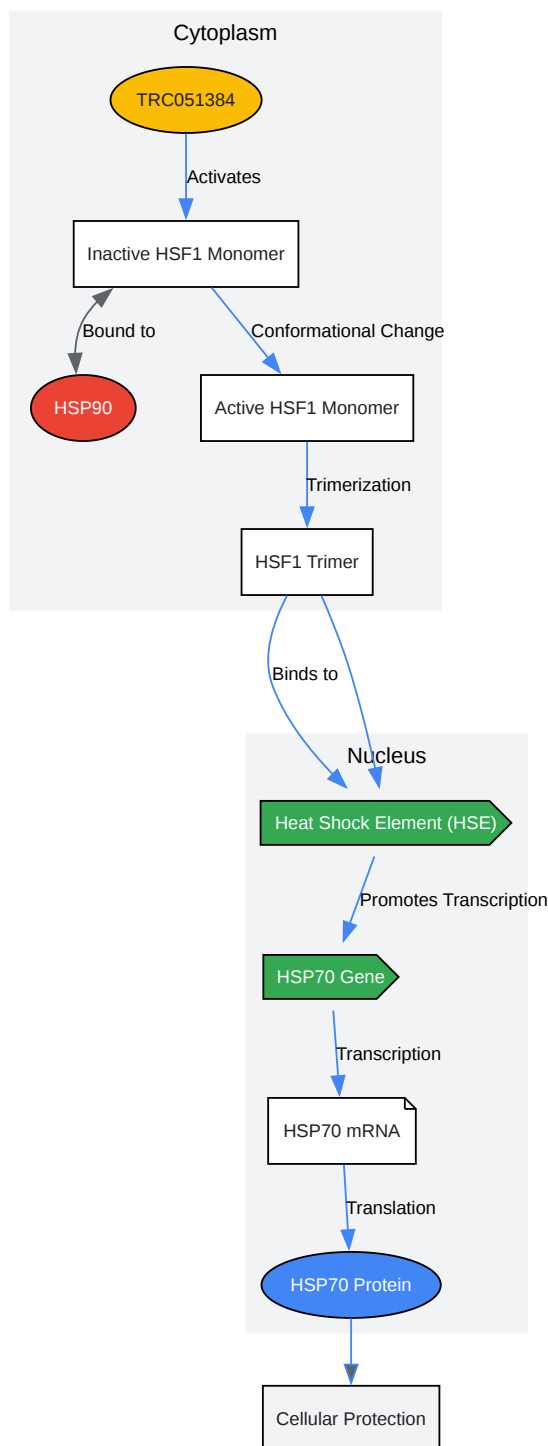 Cytoplasm
TRC051384
Activates
Inactive HSF1 Monomer
Bound to
Conformational Change
HSP90
Active HSF1 Monomer
Trimerization
HSF1 Trimer
Binds to
Nucleus
Heat Shock Element (HSE)
Promotes Transcription
HSP70 Gene
Transcription
HSP70 mRNA
Translation
HSP70 Protein
Cellular Protection